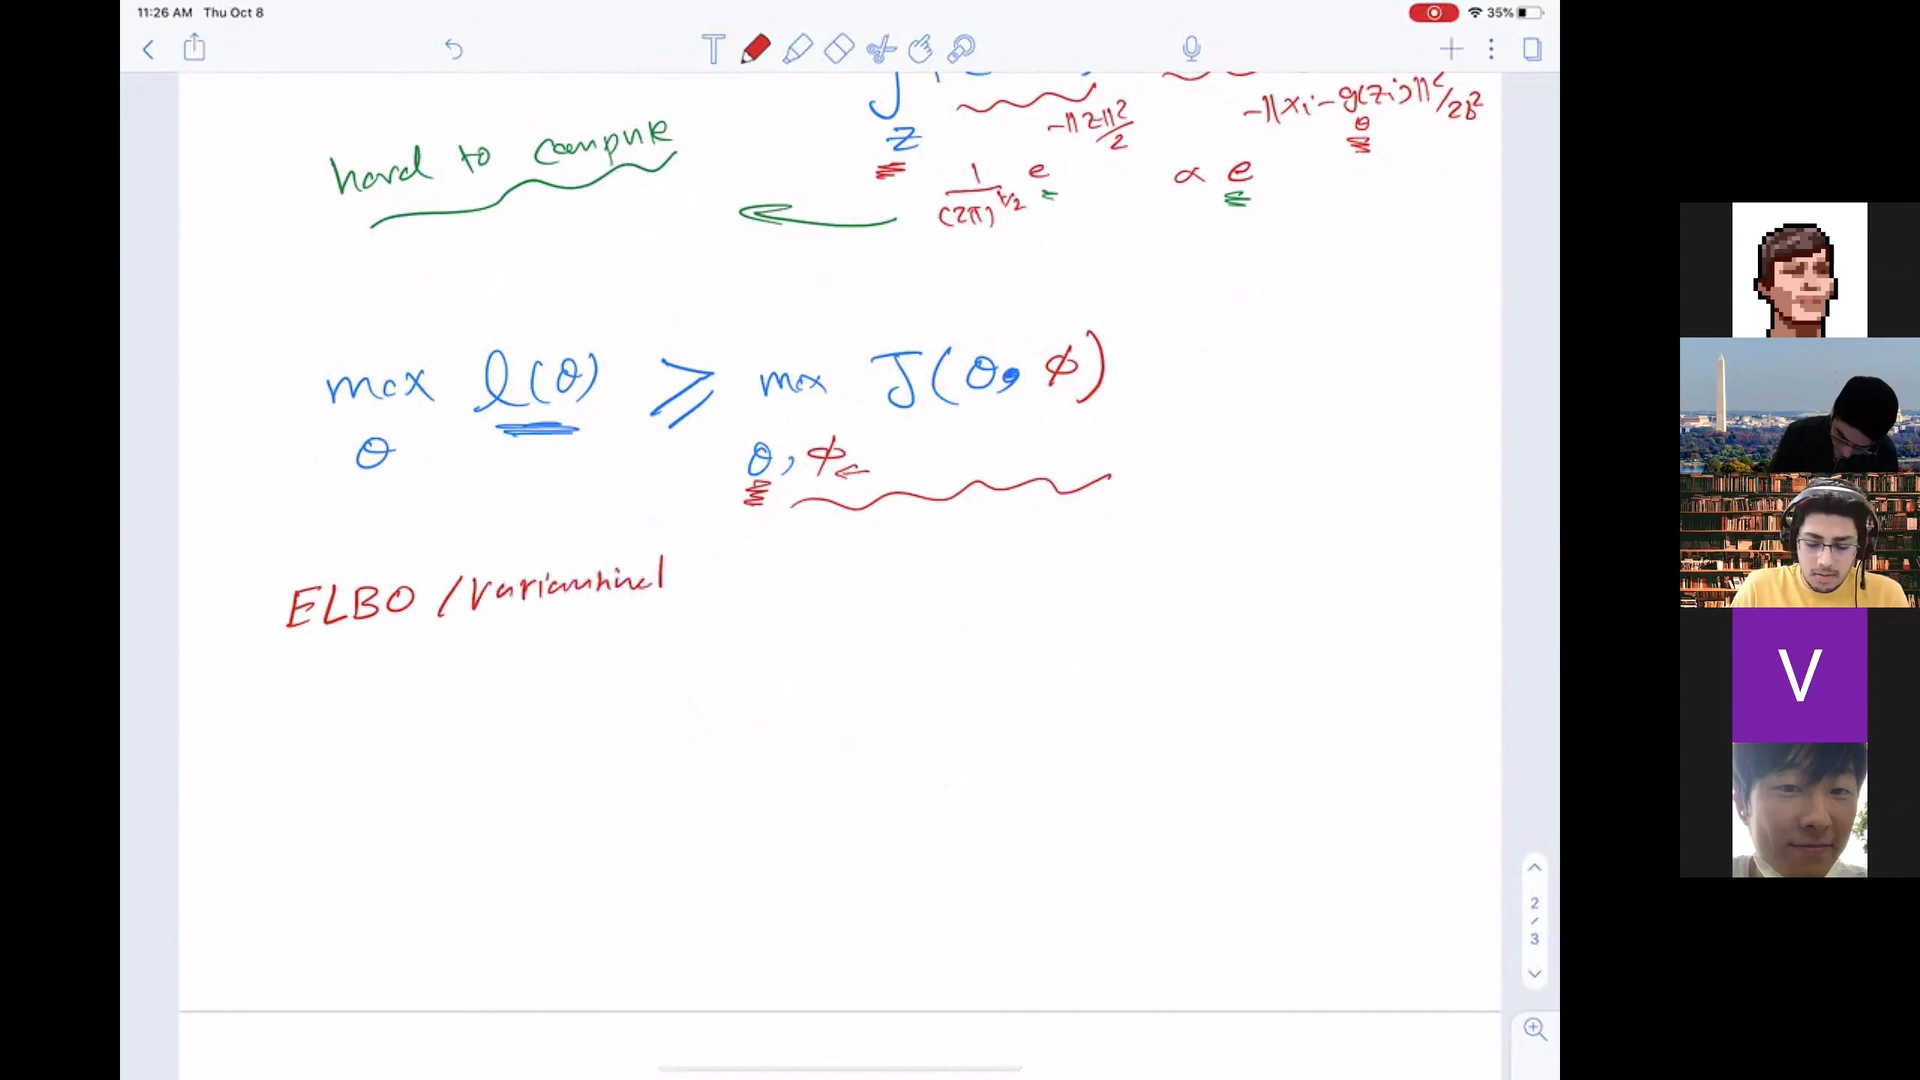 11:26 AM Thu Oct 8 35%
T
z
-||z||²/2
-||xi - g(zi)||²/2σ²
θ
hard to compute
1/(2π)^r/2 e ∝ e
max l(θ) ≥ max J(θ, φ)
θ θ, φ
ELBO / Variational
V
2
/
3